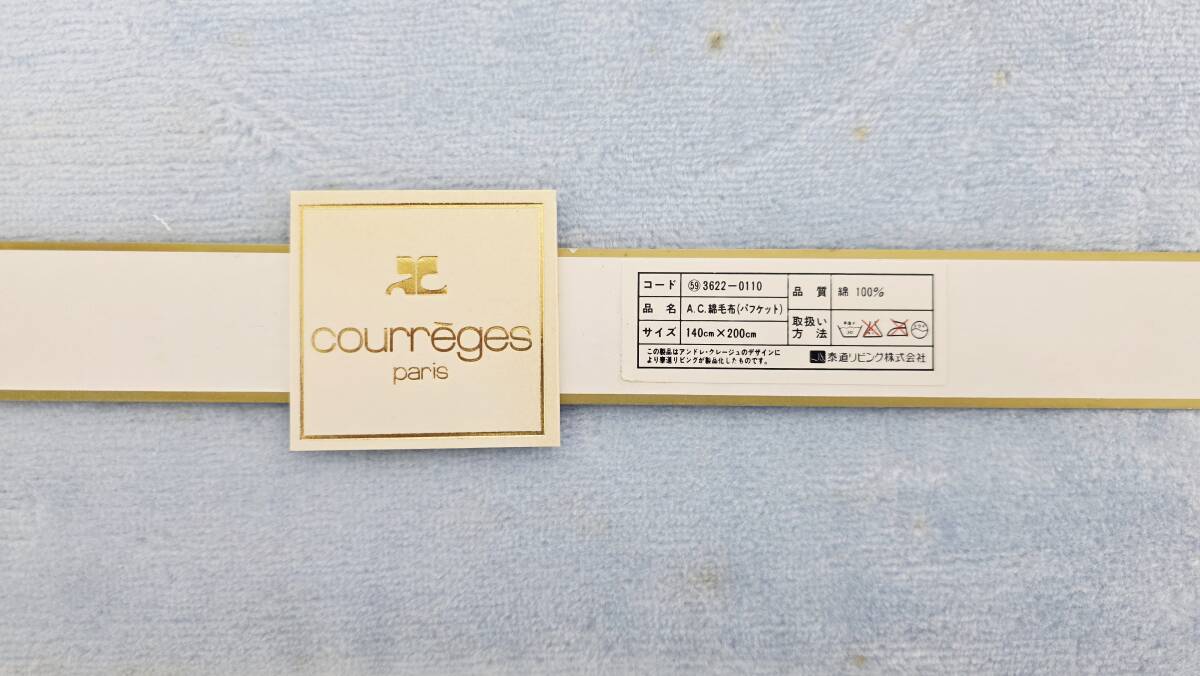 AC
courrèges
paris
コード ㊾ 3622-0110
品名 A.C.綿毛布(パフケット)
サイズ 140cm×200cm
品質 綿 100%
取扱い方法
この製品はアンドレ・クレージュのデザインに
より泰道リビングが製品化したものです。
泰道リビング株式会社